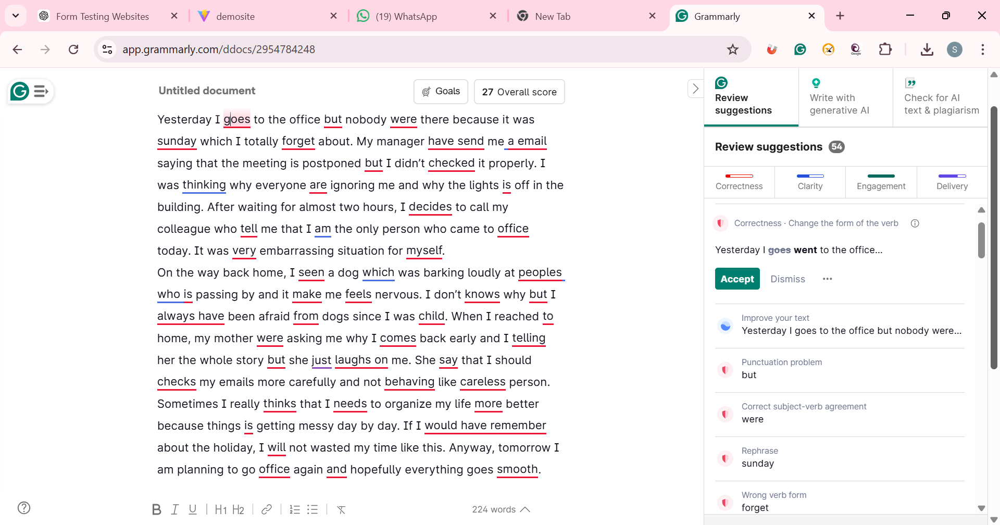 Form Testing Websites
demosite
(19) WhatsApp
New Tab
Grammarly
app.grammarly.com/ddocs/2954784248
S
Untitled document
Goals
27 Overall score
Yesterday I goes to the office but nobody were there because it was
sunday which I totally forget about. My manager have send me a email
saying that the meeting is postponed but I didn’t checked it properly. I
was thinking why everyone are ignoring me and why the lights is off in the
building. After waiting for almost two hours, I decides to call my
colleague who tell me that I am the only person who came to office
today. It was very embarrassing situation for myself.
On the way back home, I seen a dog which was barking loudly at peoples
who is passing by and it make me feels nervous. I don’t knows why but I
always have been afraid from dogs since I was child. When I reached to
home, my mother were asking me why I comes back early and I telling
her the whole story but she just laughs on me. She say that I should
checks my emails more carefully and not behaving like careless person.
Sometimes I really thinks that I needs to organize my life more better
because things is getting messy day by day. If I would have remember
about the holiday, I will not wasted my time like this. Anyway, tomorrow I
am planning to go office again and hopefully everything goes smooth.
B I U H1 H2
224 words
Review suggestions
Write with generative AI
Check for AI text & plagiarism
Review suggestions 54
Correctness
Clarity
Engagement
Delivery
Correctness · Change the form of the verb
Yesterday I goes went to the office...
Accept
Dismiss
Improve your text
Yesterday I goes to the office but nobody were...
Punctuation problem
but
Correct subject-verb agreement
were
Rephrase
sunday
Wrong verb form
forget